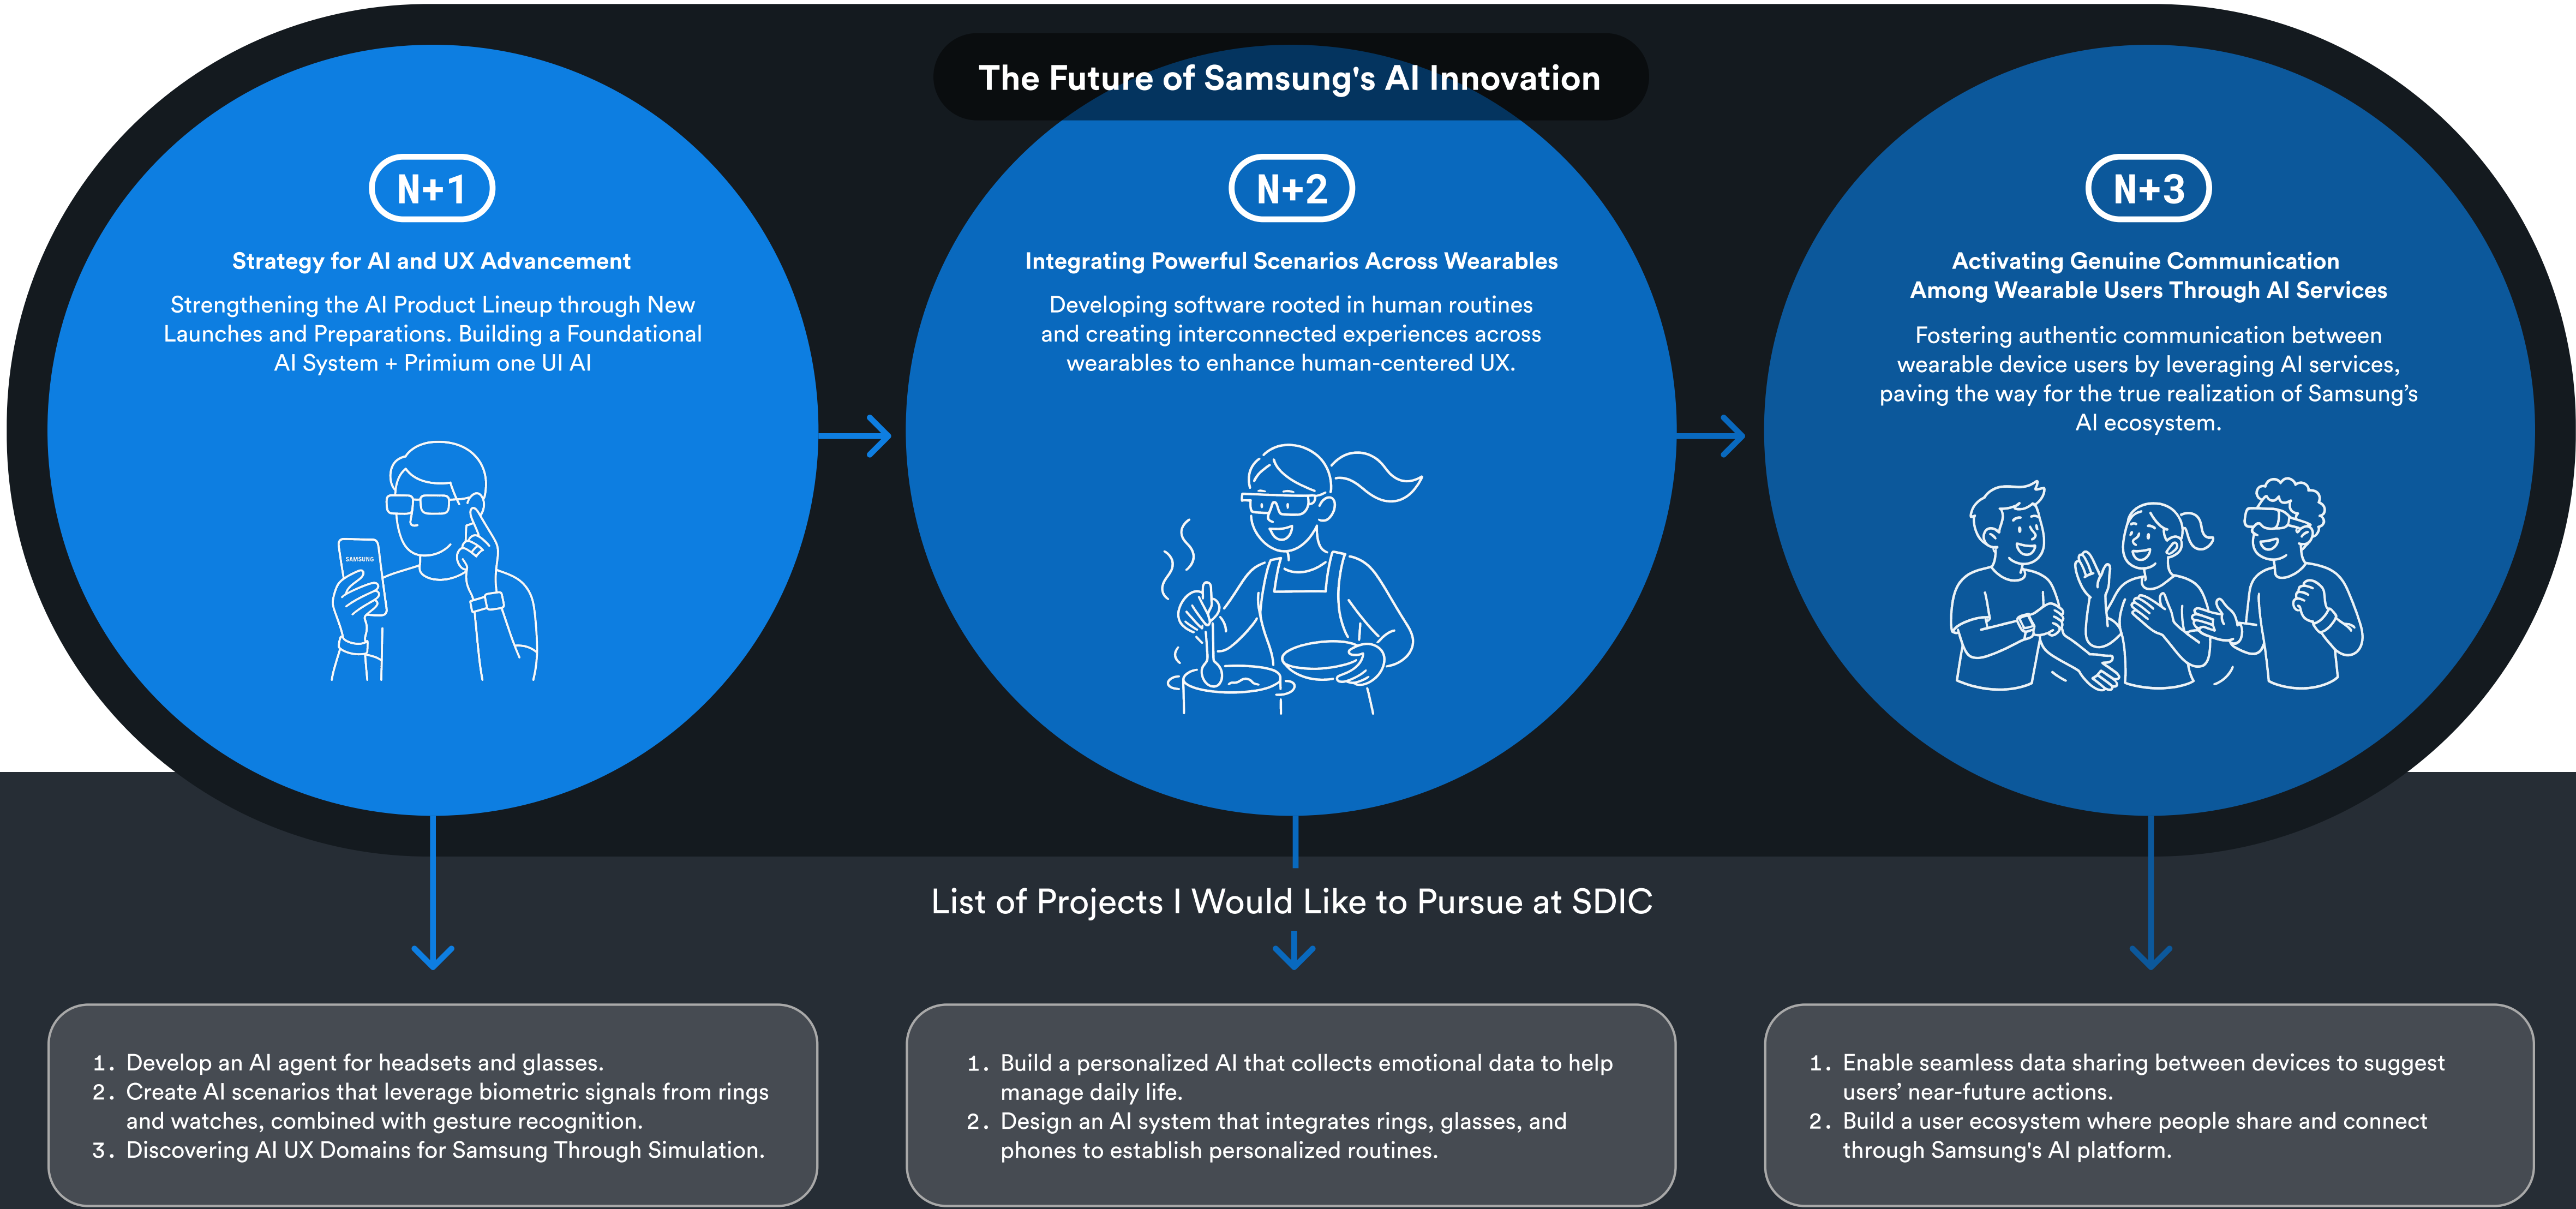 The Future of Samsung's AI Innovation
N+1
Strategy for AI and UX Advancement
Strengthening the AI Product Lineup through New
Launches and Preparations. Building a Foundational
AI System + Primium one UI AI
SAMSUNG
N+2
Integrating Powerful Scenarios Across Wearables
Developing software rooted in human routines
and creating interconnected experiences across
wearables to enhance human-centered UX.
N+3
Activating Genuine Communication
Among Wearable Users Through AI Services
Fostering authentic communication between
wearable device users by leveraging AI services,
paving the way for the true realization of Samsung’s
AI ecosystem.
List of Projects I Would Like to Pursue at SDIC
1. Develop an AI agent for headsets and glasses.
2. Create AI scenarios that leverage biometric signals from rings
and watches, combined with gesture recognition.
3. Discovering AI UX Domains for Samsung Through Simulation.
1. Build a personalized AI that collects emotional data to help
manage daily life.
2. Design an AI system that integrates rings, glasses, and
phones to establish personalized routines.
1. Enable seamless data sharing between devices to suggest
users’ near-future actions.
2. Build a user ecosystem where people share and connect
through Samsung's AI platform.